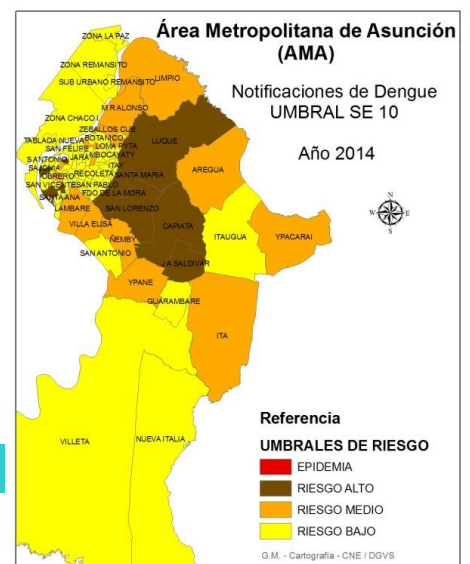 Área Metropolitana de Asunción
(AMA)
Notificaciones de Dengue
UMBRAL SE 10
Año 2014
ZONA LA PAZ
ZONA REMANSITO
SUB URBANO REMANSITO
LIMPIO
M R ALONSO
ZONA CHACO I
ZEBALLOS CUE
BOTANICO
TABLADA NUEVA
LOMA PYTA
LUQUE
SAN FELIPE
MBOCAYATY
S ANTONIO
JARA
ITAY
SAJONIA
OBRERO
RECOLETA
SANTA MARIA
AREGUA
SAN VICENTE
SAN PABLO
SANTA ANA
FDO DE LA MORA
LAMBARE
SAN LORENZO
VILLA ELISA
CAPIATA
ITAUGUA
YPACARAI
ÑEMBY
SAN ANTONIO
J A SALDIVAR
YPANE
GUARAMBARE
ITA
VILLETA
NUEVA ITALIA
N
W
E
S
Referencia
UMBRALES DE RIESGO
EPIDEMIA
RIESGO ALTO
RIESGO MEDIO
RIESGO BAJO
G.M. - Cartografía - CNE / DGVS